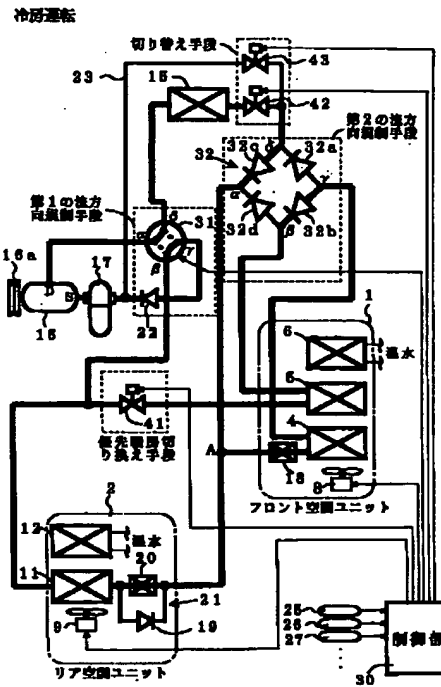 冷房運転
切り替え手段
23
15
43
42
第2の流方
向規制手段
32
32c
δ
32a
α
γ
32d
β
32b
第1の流方
向規制手段
δ
31
α
γ
β
16a
17
S
16
22
1
6
温水
5
4
41
優先暖房切
り換え手段
A
18
8
フロント空調ユニット
2
12
温水
11
20
21
9
19
リア空調ユニット
25
26
27
制御部
30